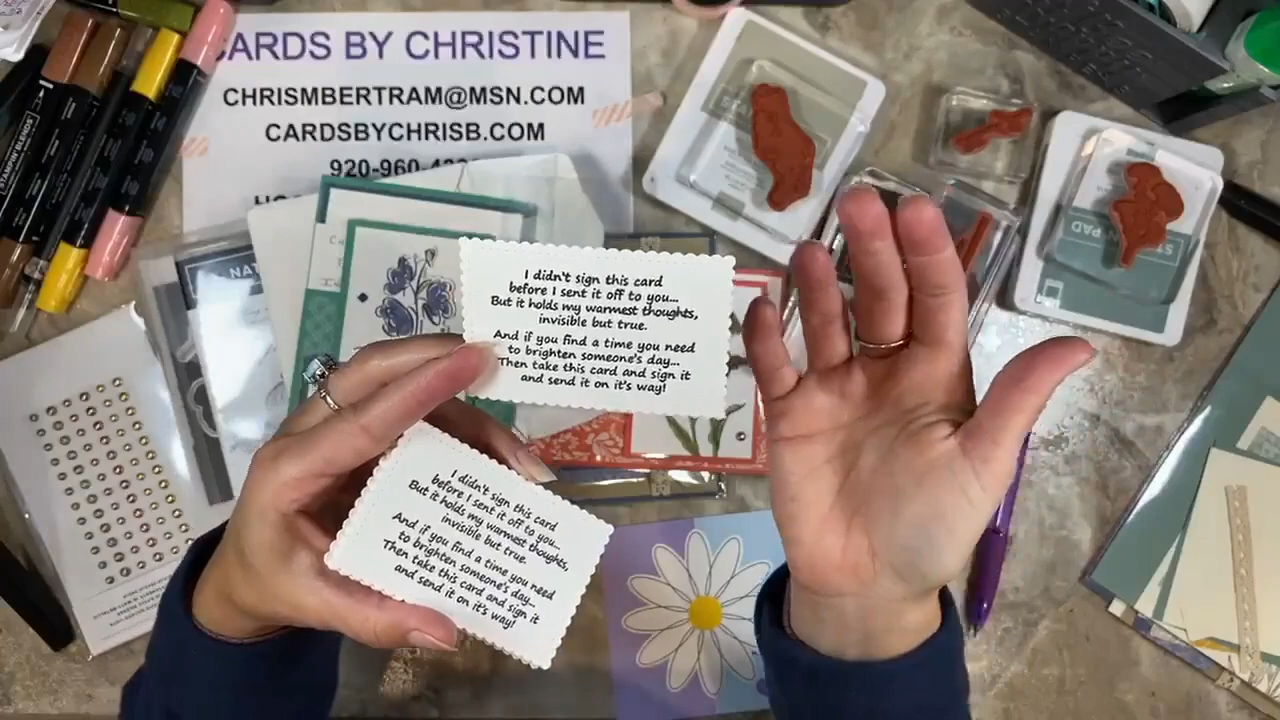 CARDS BY CHRISTINE
CHRISMBERTRAM@MSN.COM
CARDSBYCHRISB.COM
920-960-
STAMPIN' BLENDS
NAT
I didn't sign this card
before I sent it off to you...
But it holds my warmest thoughts,
invisible but true.
And if you find a time you need
to brighten someone's day...
Then take this card and sign it
and send it on it's way!
I didn't sign this card
before I sent it off to you...
But it holds my warmest thoughts,
invisible but true.
And if you find a time you need
to brighten someone's day...
Then take this card and sign it
and send it on it's way!